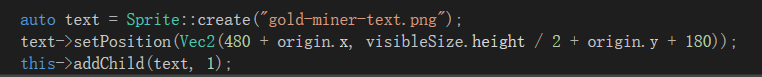 auto text = Sprite::create("gold-miner-text.png");
text->setPosition(Vec2(480 + origin.x, visibleSize.height / 2 + origin.y + 180));
this->addChild(text, 1);